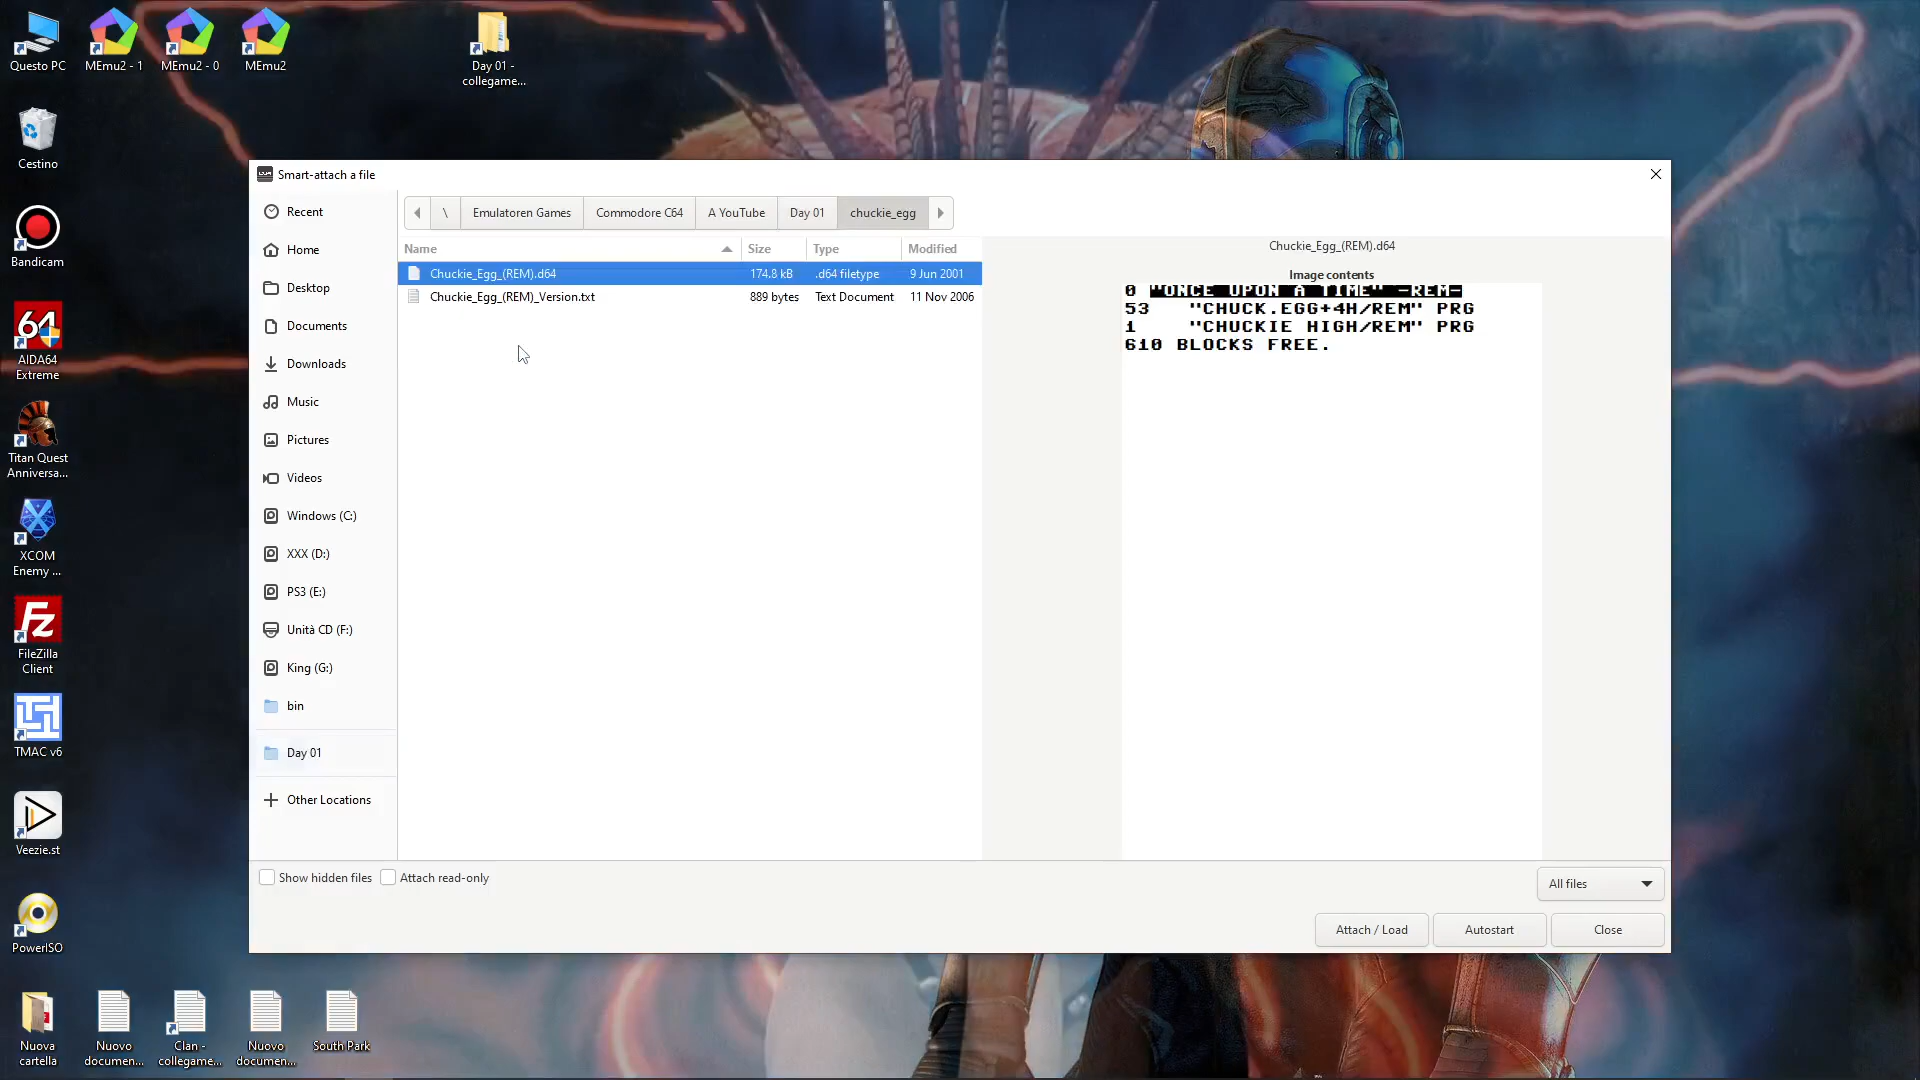 Questo PC
MEmu2 - 1
MEmu2 - 0
MEmu2
Day 01 -
collegame...
Cestino
Bandicam
64
AIDA64
Extreme
Titan Quest
Anniversa...
XCOM
Enemy ...
Fz
FileZilla
Client
TMAC v6
Veezie.st
PowerISO
Nuova
cartella
Nuovo
documen...
Clan -
collegame...
Nuovo
documen...
South Park
Smart-attach a file
Recent
Home
Desktop
Documents
Downloads
Music
Pictures
Videos
Windows (C:)
XXX (D:)
PS3 (E:)
Unità CD (F:)
King (G:)
bin
Day 01
Other Locations
\ Emulatoren Games Commodore C64 A YouTube Day 01 chuckie_egg
Name Size Type Modified
Chuckie_Egg_(REM).d64 174.8 kB .d64 filetype 9 Jun 2001
Chuckie_Egg_(REM)_Version.txt 889 bytes Text Document 11 Nov 2006
Chuckie_Egg_(REM).d64
Image contents
0 "ONCE UPON A TIME" -REM-
53 "CHUCK.EGG+4H/REM" PRG
1 "CHUCKIE HIGH/REM" PRG
610 BLOCKS FREE.
Show hidden files Attach read-only
All files
Attach / Load Autostart Close